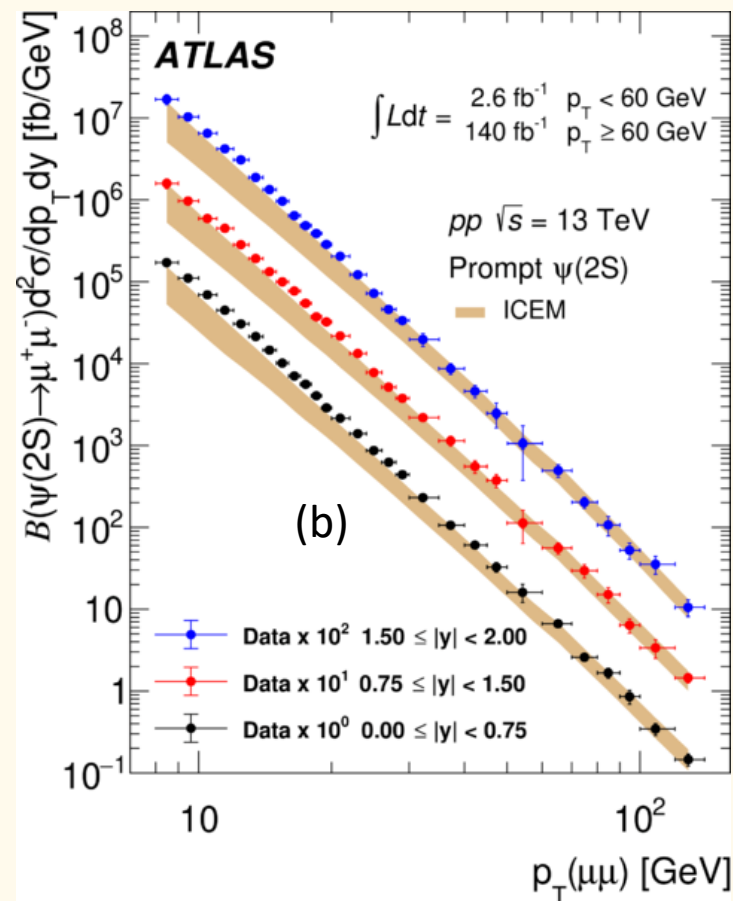 ATLAS
∫Ldt = 2.6 fb⁻¹ p_T < 60 GeV
140 fb⁻¹ p_T ≥ 60 GeV
pp √s = 13 TeV
Prompt ψ(2S)
ICEM
(b)
Data x 10² 1.50 ≤ |y| < 2.00
Data x 10¹ 0.75 ≤ |y| < 1.50
Data x 10⁰ 0.00 ≤ |y| < 0.75
B(ψ(2S)→μ⁺μ⁻)d²σ/dp_Tdy [fb/GeV]
10⁸
10⁷
10⁶
10⁵
10⁴
10³
10²
10
1
10⁻¹
10
10²
p_T(μμ) [GeV]